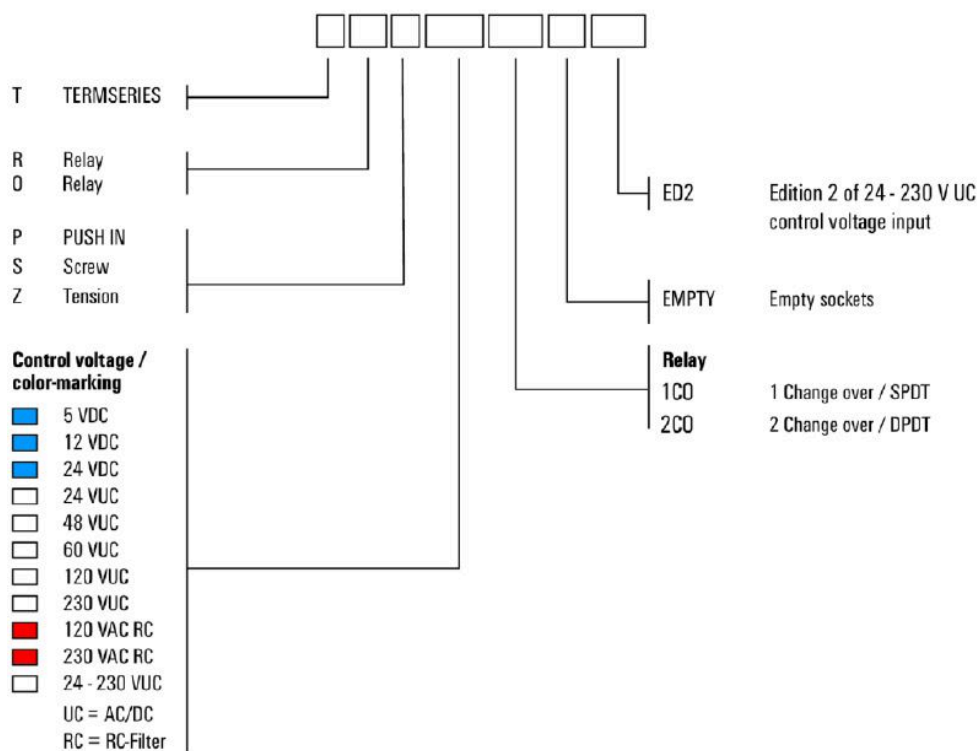 T TERMSERIES
R Relay
O Relay
P PUSH IN
S Screw
Z Tension
Control voltage /
color-marking
5 VDC
12 VDC
24 VDC
24 VUC
48 VUC
60 VUC
120 VUC
230 VUC
120 VAC RC
230 VAC RC
24 - 230 VUC
UC = AC/DC
RC = RC-Filter
ED2 Edition 2 of 24 - 230 V UC
control voltage input
EMPTY Empty sockets
Relay
1CO 1 Change over / SPDT
2CO 2 Change over / DPDT